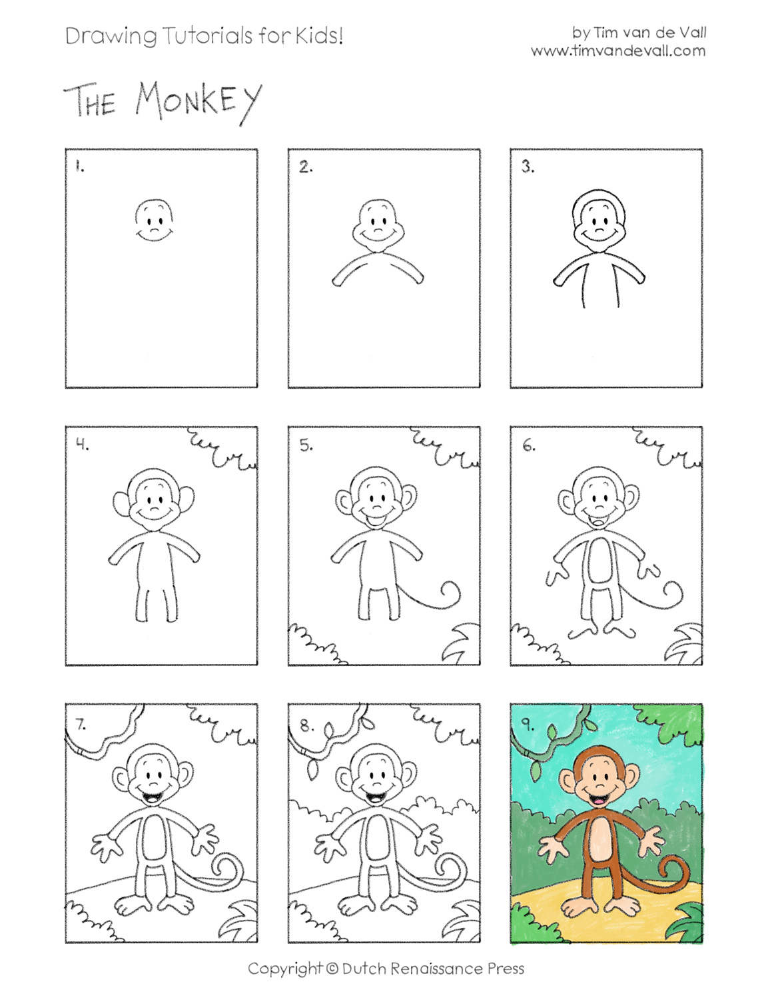 Drawing Tutorials for Kids!
by Tim van de Vall
www.timvandevall.com
THE MONKEY
1.
2.
3.
4.
5.
6.
7.
8.
9.
Copyright © Dutch Renaissance Press